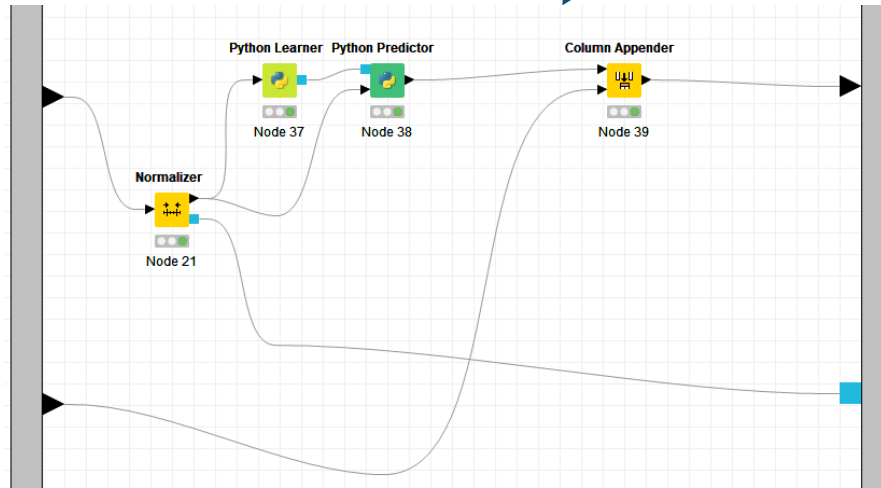 Python Learner Python Predictor Column Appender
Node 37 Node 38 Node 39
Normalizer
Node 21